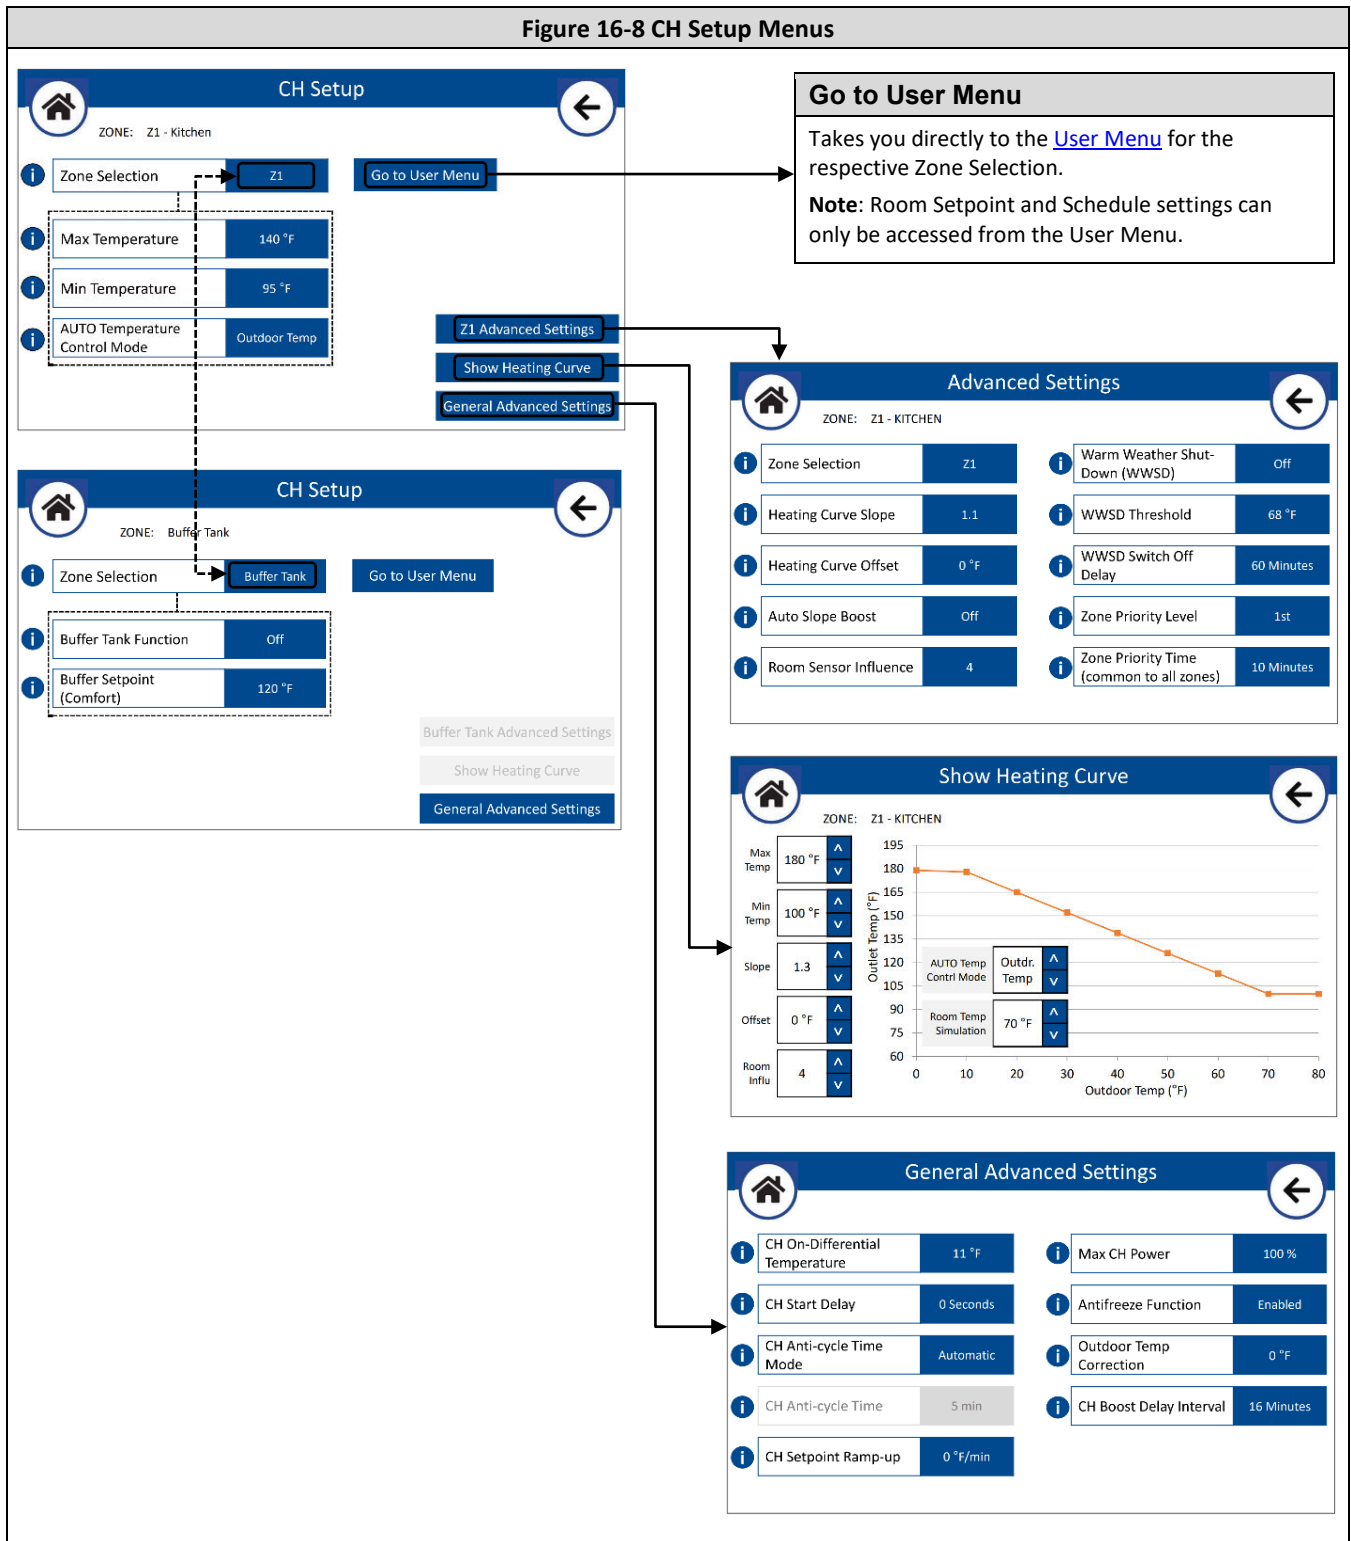 Figure 16-8 CH Setup Menus
CH Setup
ZONE: Z1 - Kitchen
Zone Selection
Z1
Go to User Menu
Max Temperature
140 °F
Min Temperature
95 °F
AUTO Temperature
Control Mode
Outdoor Temp
Z1 Advanced Settings
Show Heating Curve
General Advanced Settings
Go to User Menu
Takes you directly to the User Menu for the
respective Zone Selection.
Note: Room Setpoint and Schedule settings can
only be accessed from the User Menu.
CH Setup
ZONE: Buffer Tank
Zone Selection
Buffer Tank
Go to User Menu
Buffer Tank Function
Off
Buffer Setpoint
(Comfort)
120 °F
Buffer Tank Advanced Settings
Show Heating Curve
General Advanced Settings
Advanced Settings
ZONE: Z1 - KITCHEN
Zone Selection
Z1
Warm Weather Shut-
Down (WWSD)
Off
Heating Curve Slope
1.1
WWSD Threshold
68 °F
Heating Curve Offset
0 °F
WWSD Switch Off
Delay
60 Minutes
Auto Slope Boost
Off
Zone Priority Level
1st
Room Sensor Influence
4
Zone Priority Time
(common to all zones)
10 Minutes
Show Heating Curve
ZONE: Z1 - KITCHEN
Max
Temp
180 °F
Min
Temp
100 °F
Slope
1.3
Offset
0 °F
Room
Influ
4
Outlet Temp (°F)
195
180
165
150
135
120
105
90
75
60
AUTO Temp
Contrl Mode
Outdr.
Temp
Room Temp
Simulation
70 °F
0 10 20 30 40 50 60 70 80
Outdoor Temp (°F)
General Advanced Settings
CH On-Differential
Temperature
11 °F
Max CH Power
100 %
CH Start Delay
0 Seconds
Antifreeze Function
Enabled
CH Anti-cycle Time
Mode
Automatic
Outdoor Temp
Correction
0 °F
CH Anti-cycle Time
5 min
CH Boost Delay Interval
16 Minutes
CH Setpoint Ramp-up
0 °F/min